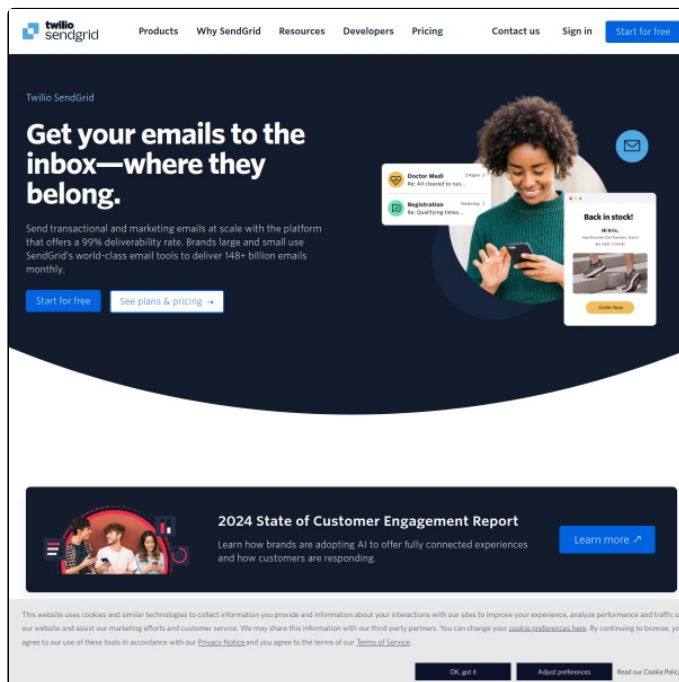 twilio
sendgrid
Products
Why SendGrid
Resources
Developers
Pricing
Contact us
Sign in
Start for free
Twilio SendGrid
Get your emails to the
inbox—where they
belong.
Send transactional and marketing emails at scale with the platform
that offers a 99% deliverability rate. Brands large and small use
SendGrid's world-class email tools to deliver 148+ billion emails
monthly.
Start for free
See plans & pricing →
Doctor Medi
2:45pm
Re: All cleared to run...
Registration
Yesterday
Re: Qualifying times...
Back in stock!
Hi Kris,
Order Now
2024 State of Customer Engagement Report
Learn how brands are adopting AI to offer fully connected experiences
and how customers are responding.
Learn more ↗
This website uses cookies and similar technologies to collect information you provide and information about your interactions with our sites to improve your experience, analyze performance and traffic o
our website and assist our marketing efforts and customer service. We may share this information with our third-party partners. You can change your cookie preferences here. By continuing to browse, yo
agree to our use of these tools in accordance with our Privacy Notice and you agree to the terms of our Terms of Service.
OK, got it
Adjust preferences
Read our Cookie Policy